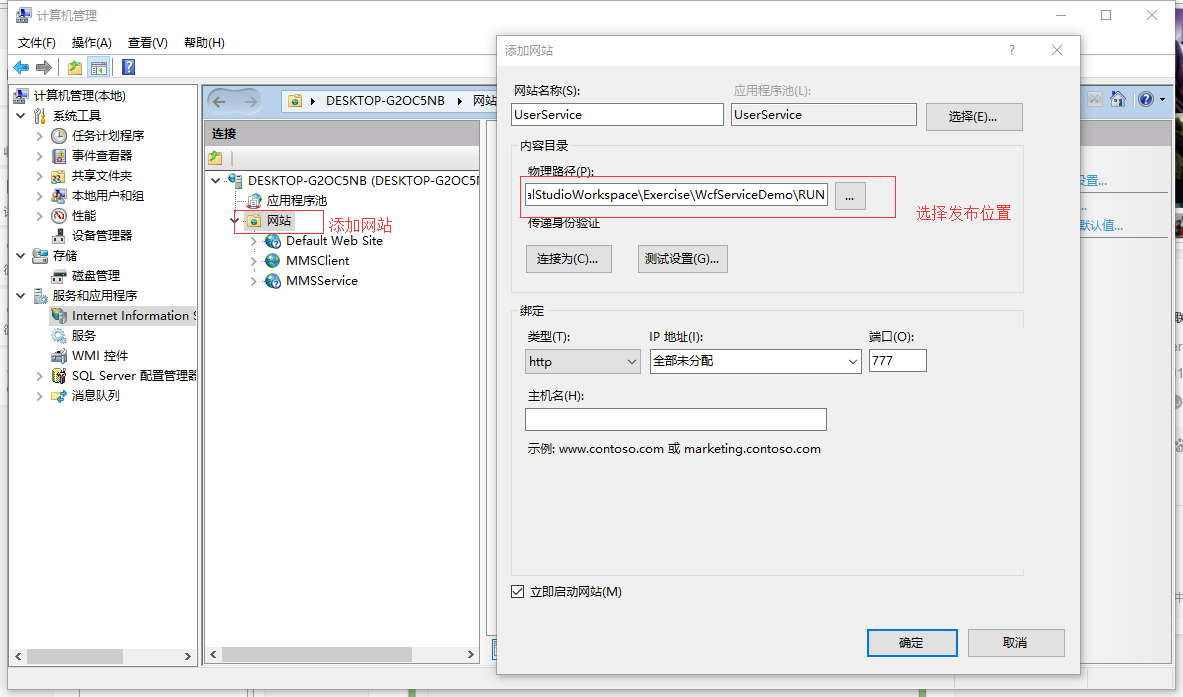 计算机管理
文件(F) 操作(A) 查看(V) 帮助(H)
计算机管理(本地)
系统工具
任务计划程序
事件查看器
共享文件夹
本地用户和组
性能
设备管理器
存储
磁盘管理
服务和应用程序
Internet Information S
服务
WMI 控件
SQL Server 配置管理器
消息队列
DESKTOP-G2OC5NB 网站
连接
DESKTOP-G2OC5NB (DESKTOP-G2OC5N
应用程序池
网站
添加网站
Default Web Site
MMSClient
MMSService
添加网站
网站名称(S): 应用程序池(L):
UserService UserService 选择(E)...
内容目录
物理路径(P):
alStudioWorkspace\Exercise\WcfServiceDemo\RUN ...
选择发布位置
传递身份验证
连接为(C)... 测试设置(G)...
绑定
类型(T): IP 地址(I): 端口(O):
http 全部未分配 777
主机名(H):
示例: www.contoso.com 或 marketing.contoso.com
立即启动网站(M)
确定 取消
设置...
默认值...